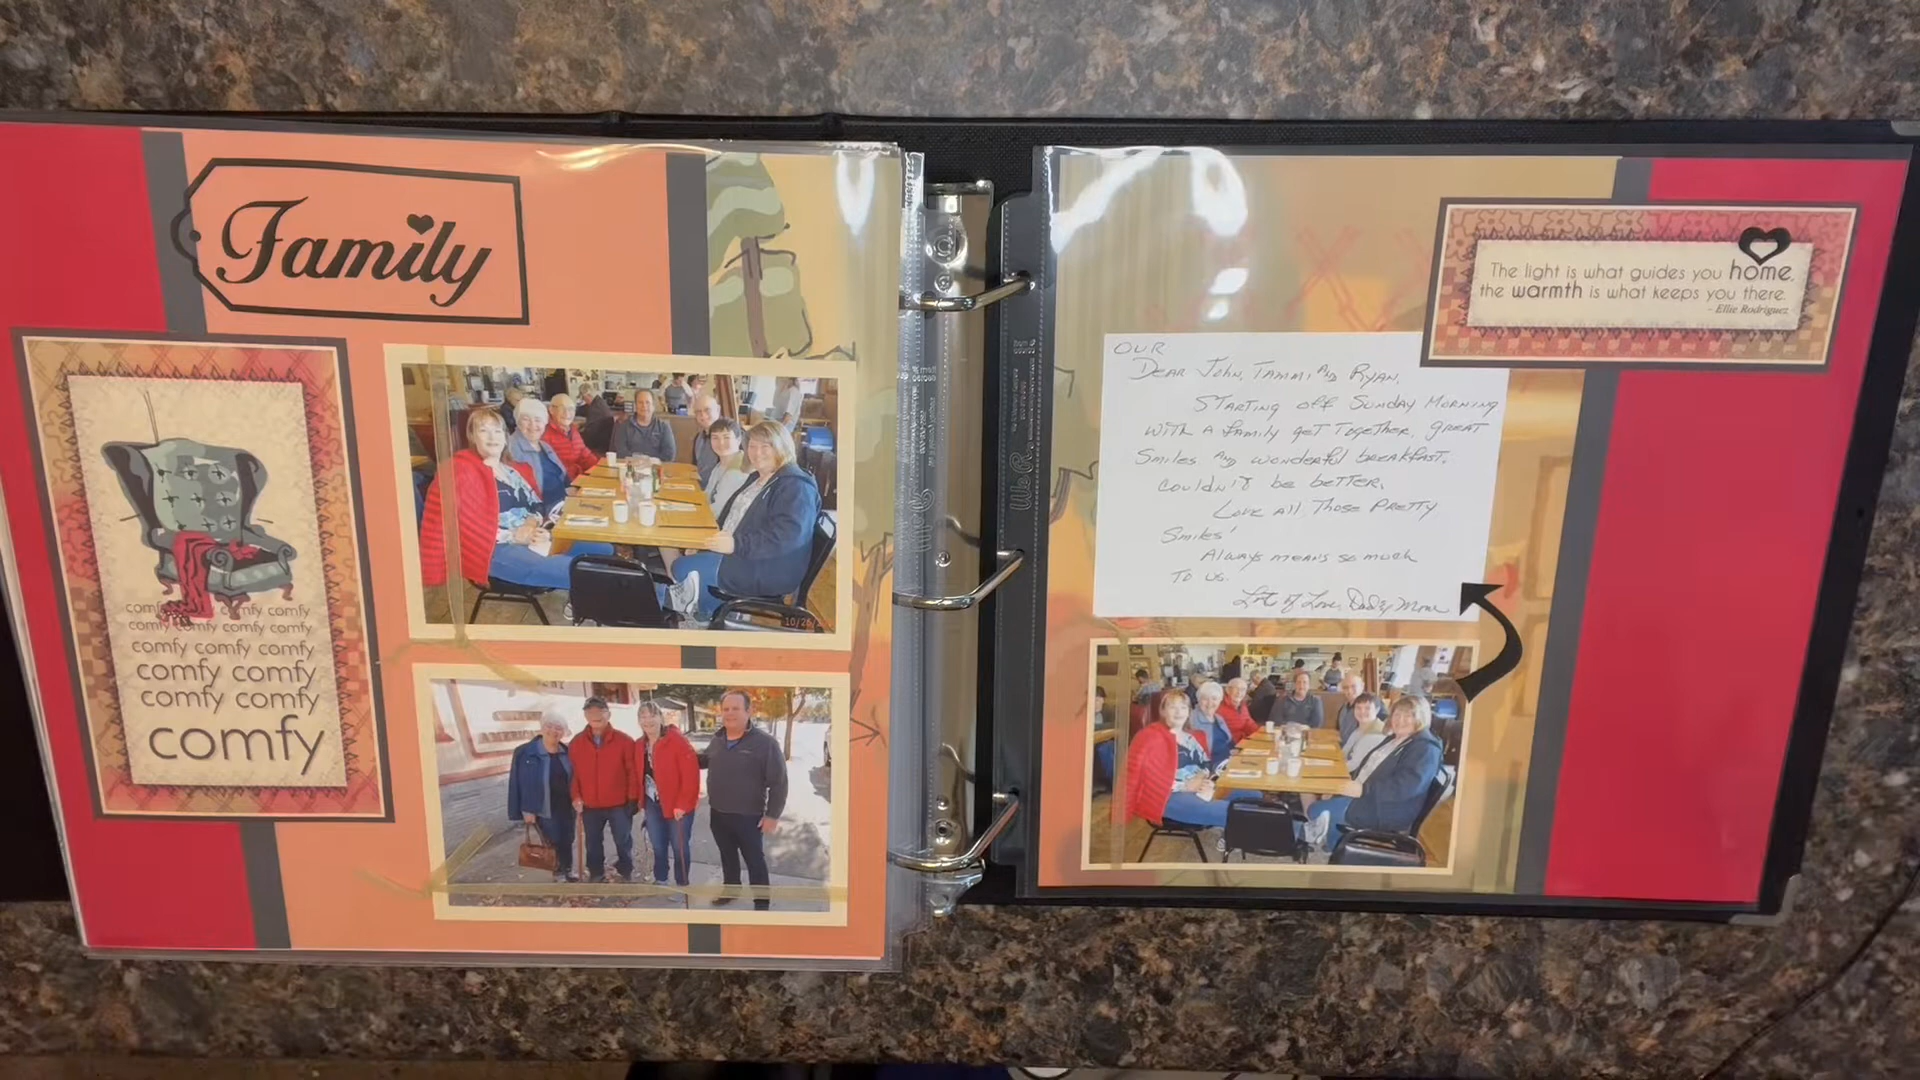 Family
comfy comfy comfy
comfy comfy comfy comfy
comfy comfy comfy
comfy comfy
comfy comfy
comfy
10/26/
The light is what guides you home,
the warmth is what keeps you there.
- Ellie Rodriguez
OUR
DEAR JOHN, TAMMI, AND RYAN,
STARTING OFF SUNDAY MORNING
WITH A FAMILY GET TOGETHER, GREAT
SMILES AND WONDERFUL BREAKFAST.
COULDN'T BE BETTER.
LOVE ALL THOSE PRETTY
SMILES'
ALWAYS MEANS SO MUCH
TO US.
Lots of Love, Dad & Mom